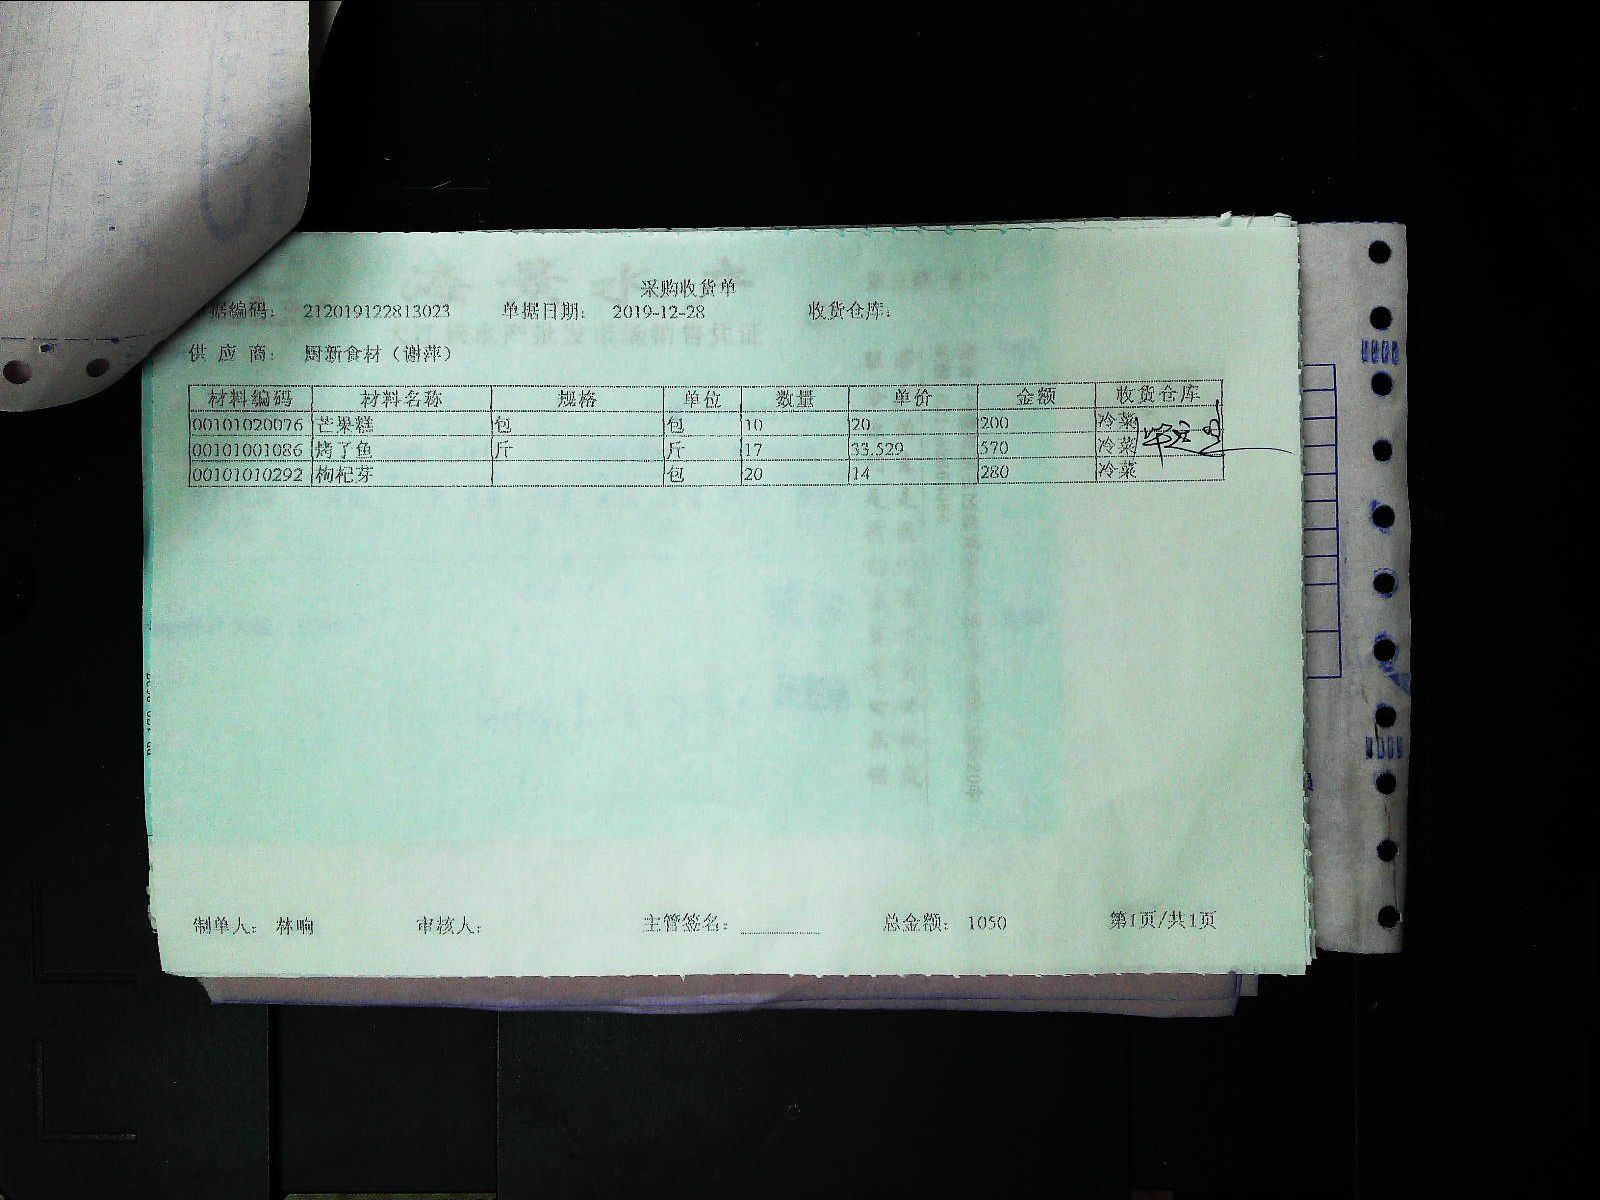 采购收货单
据编码: 212019122813023 单据日期: 2019-12-28 收货仓库:
供 应 商: 厨新食材（谢萍）
材料编码 材料名称 规格 单位 数量 单价 金额 收货仓库
00101020076 芒果糕 包 包 10 20 200 冷菜
00101001086 烤了鱼 斤 斤 17 33.529 570 冷菜
00101010292 枸杞芽 包 20 14 280 冷菜
制单人: 林响 审核人: 主管签名: 总金额: 1050 第1页/共1页